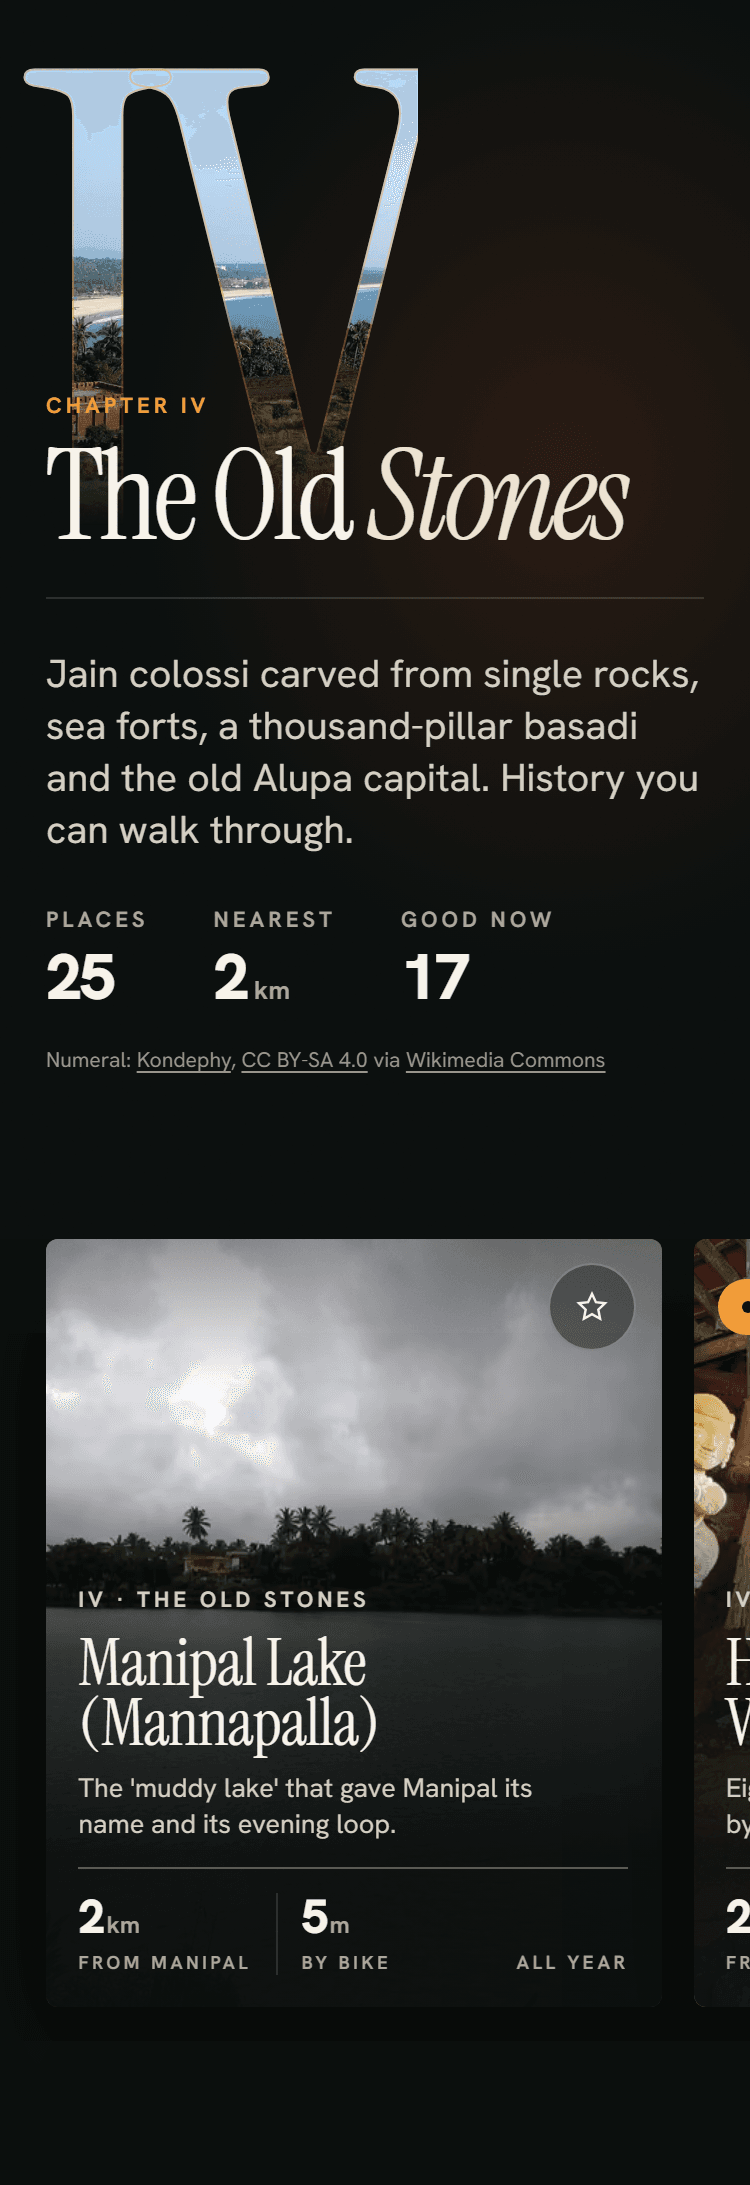 IV
CHAPTER IV
The Old Stones
Jain colossi carved from single rocks,
sea forts, a thousand-pillar basadi
and the old Alupa capital. History you
can walk through.
PLACES NEAREST GOOD NOW
25 2 km 17
Numeral: Kondephy, CC BY-SA 4.0 via Wikimedia Commons
IV · THE OLD STONES
Manipal Lake
(Mannapalla)
The 'muddy lake' that gave Manipal its
name and its evening loop.
2km 5m
FROM MANIPAL BY BIKE ALL YEAR